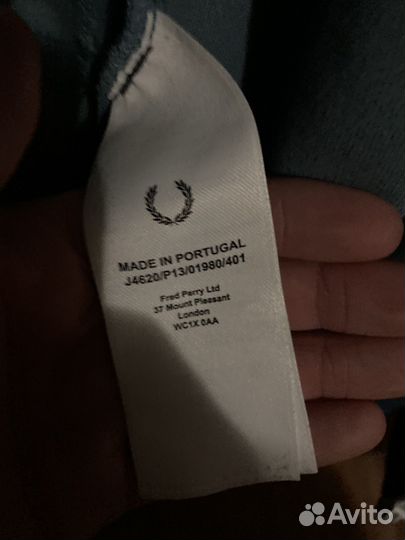 MADE IN PORTUGAL
J4620/P13/01980/401
Fred Perry Ltd
37 Mount Pleasant
London
WC1X 0AA
Avito